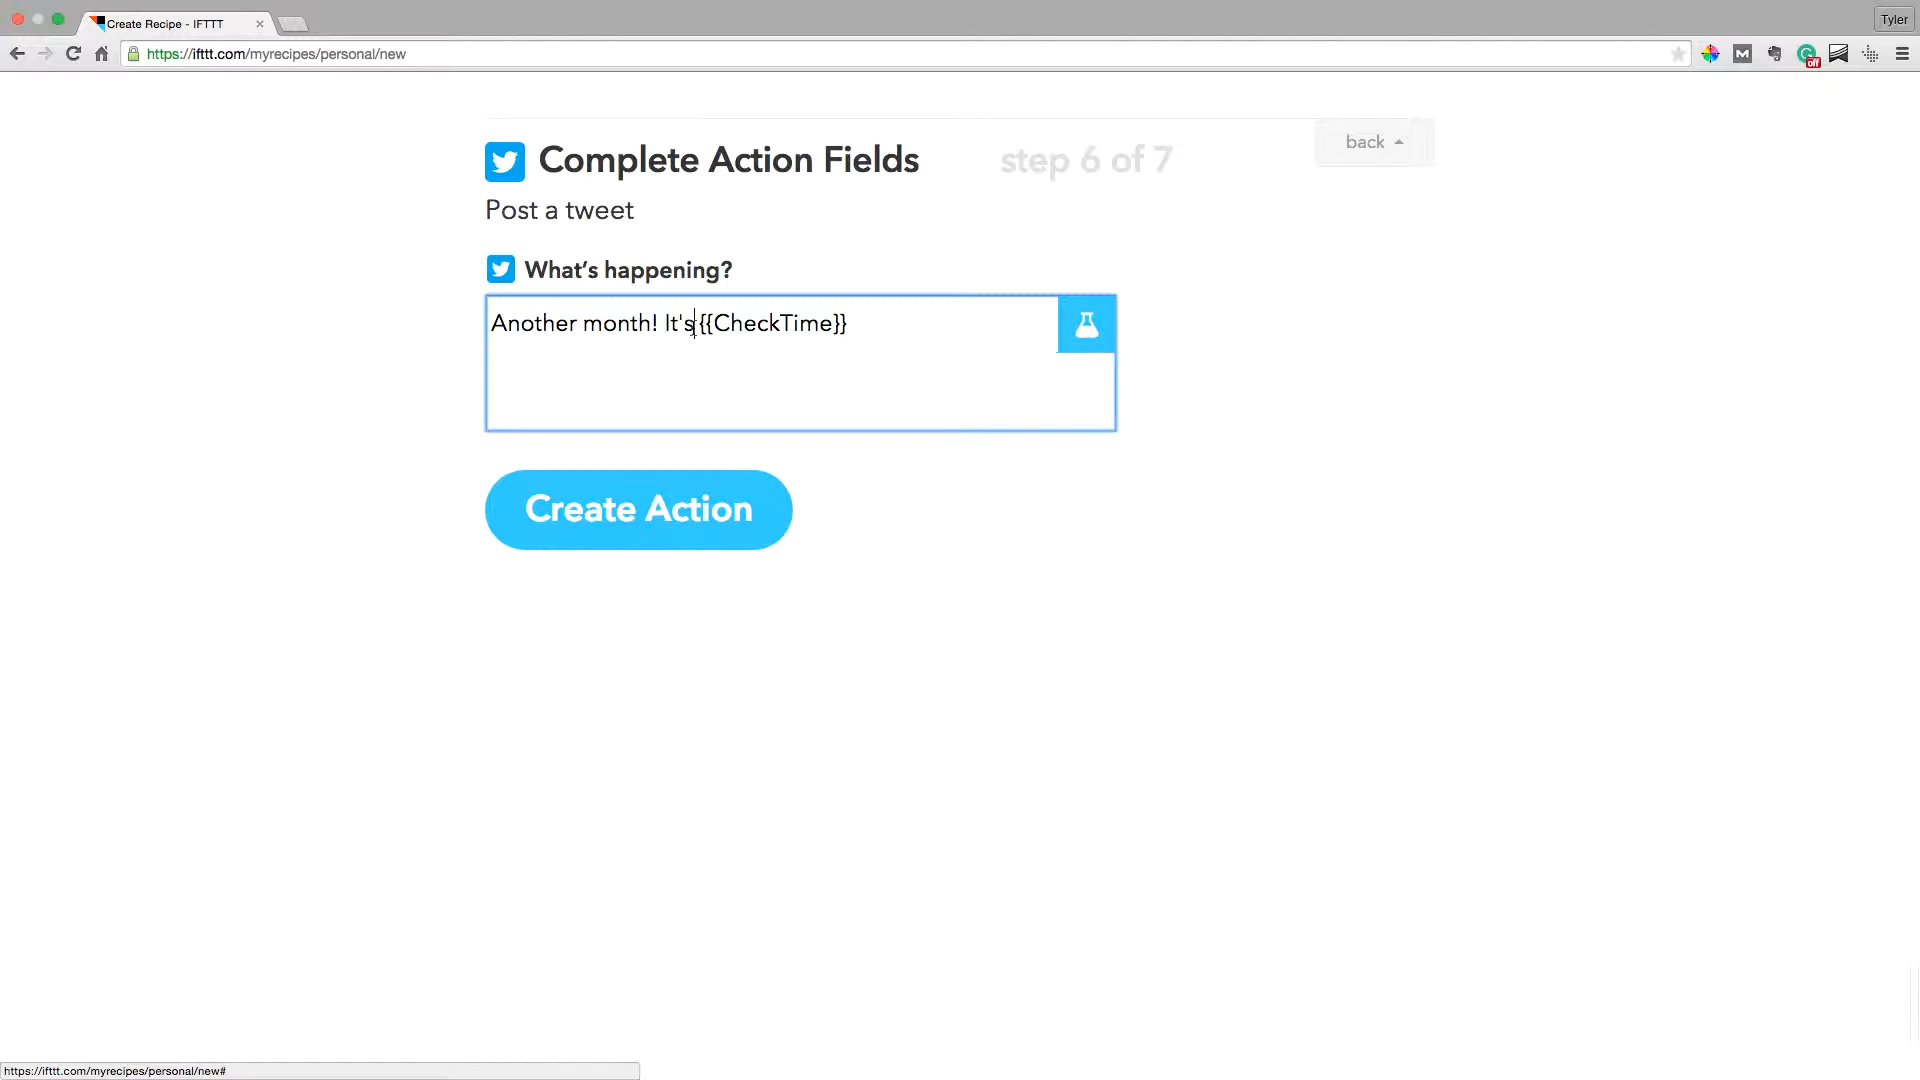 Create Recipe - IFTTT
Tyler
https://ifttt.com/myrecipes/personal/new
M
off
back
Complete Action Fields step 6 of 7
Post a tweet
What's happening?
Another month! It's {{CheckTime}}
Create Action
https://ifttt.com/myrecipes/personal/new#